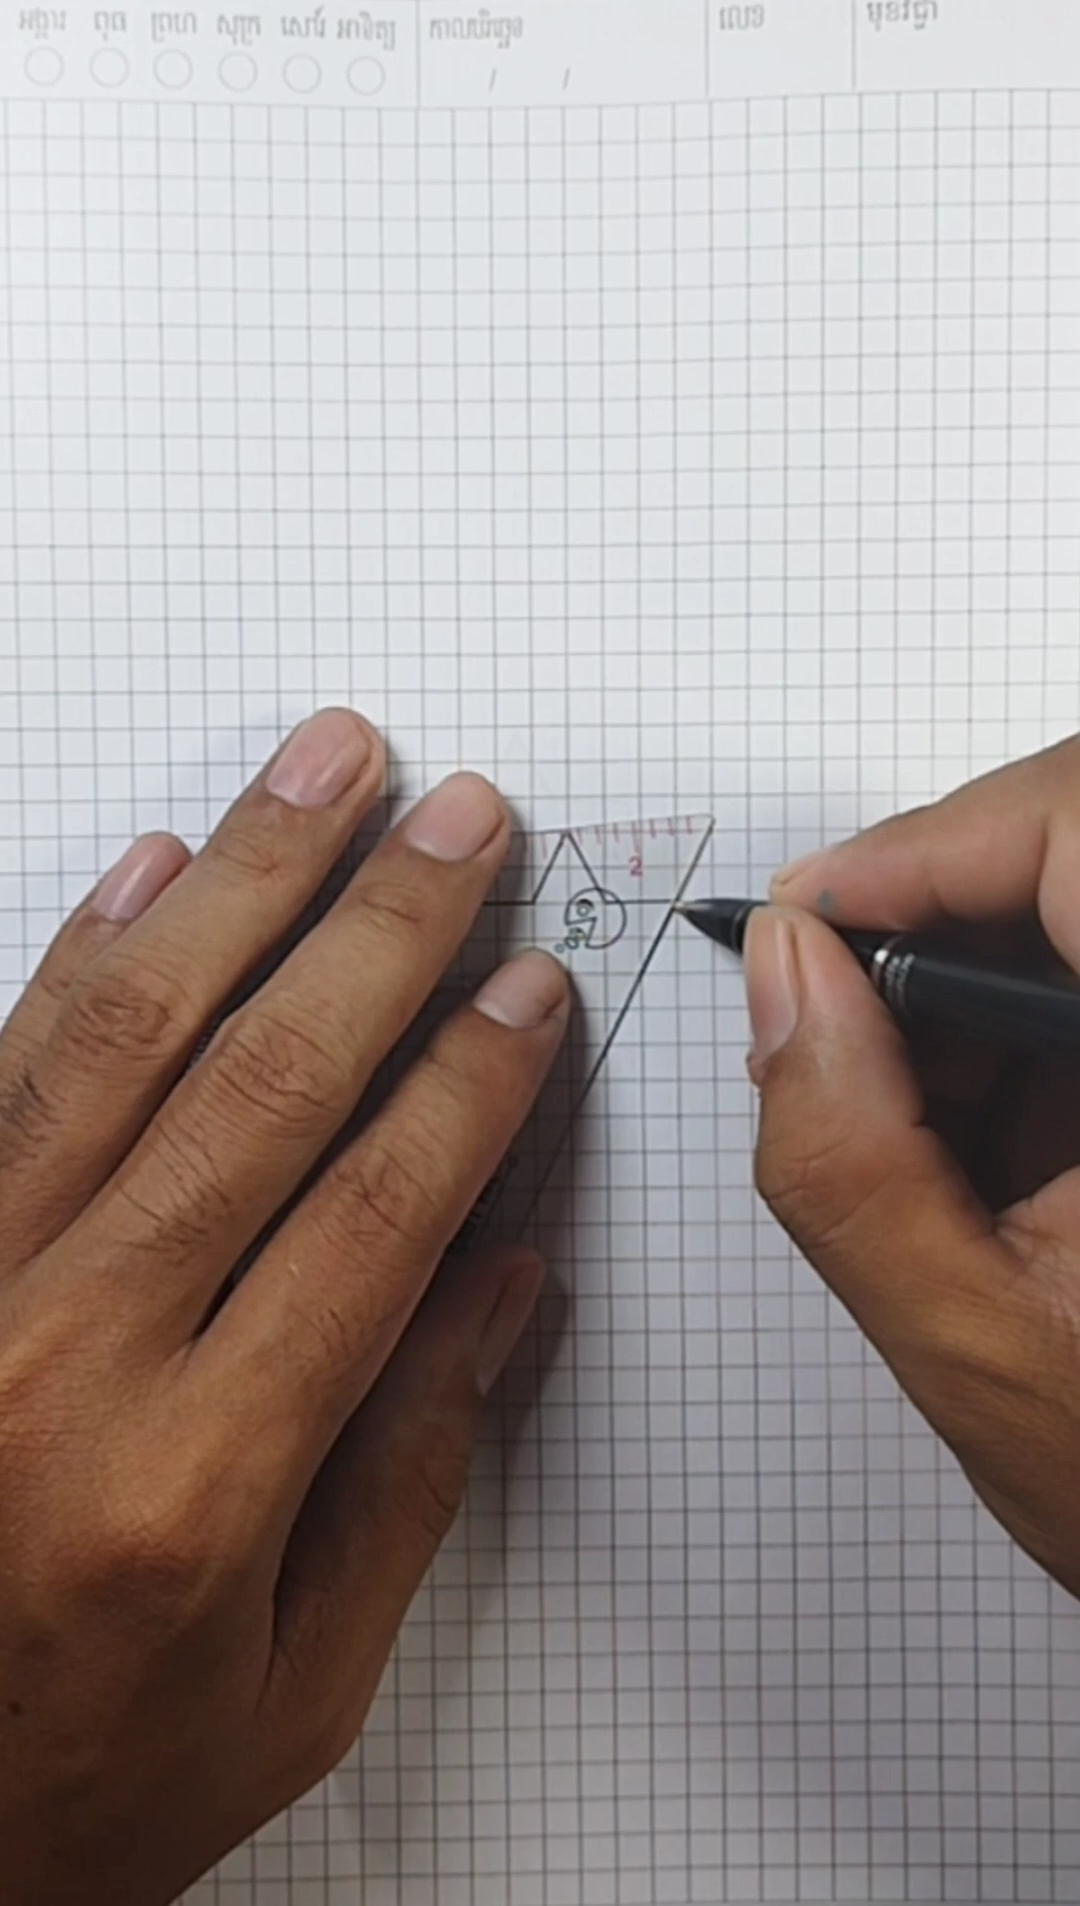 អង្គារ ពុធ ព្រហ សុក្រ សៅរ៍ អាទិត្យ កាលបរិច្ឆេទ / / លេខ មុខវិជ្ជា
2